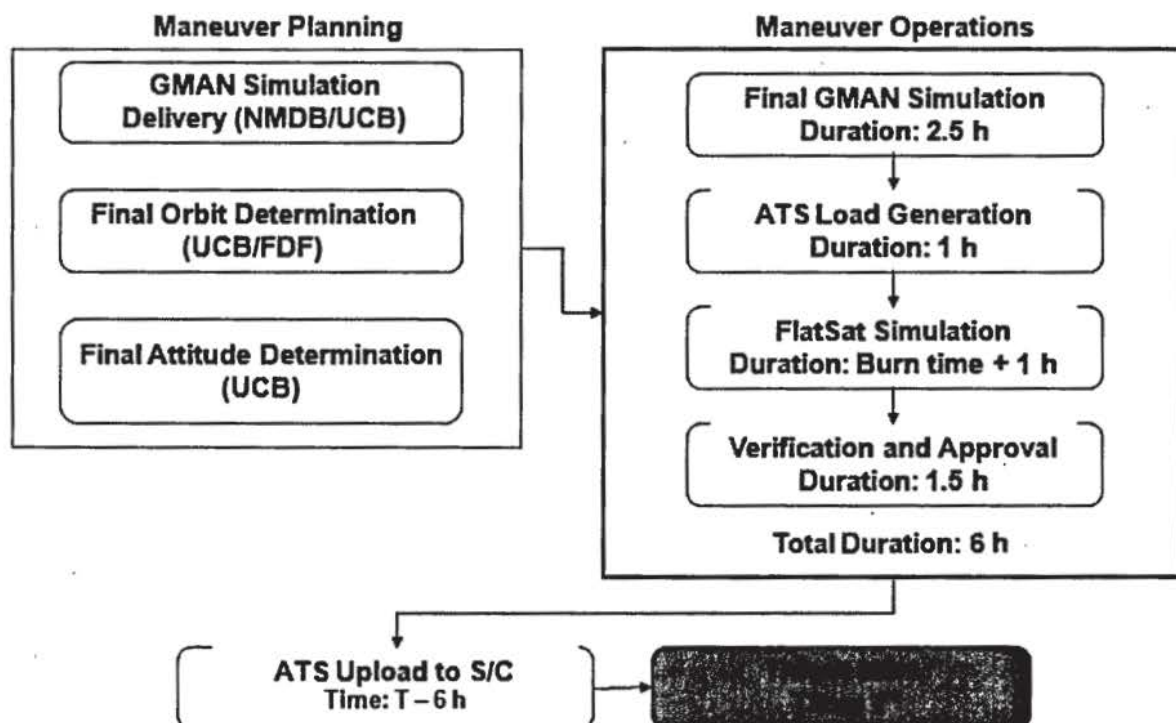 Maneuver Planning
GMAN Simulation
Delivery (NMDB/UCB)
Final Orbit Determination
(UCB/FDF)
Final Attitude Determination
(UCB)
Maneuver Operations
Final GMAN Simulation
Duration: 2.5 h
ATS Load Generation
Duration: 1 h
FlatSat Simulation
Duration: Burn time + 1 h
Verification and Approval
Duration: 1.5 h
Total Duration: 6 h
ATS Upload to S/C
Time: T – 6 h